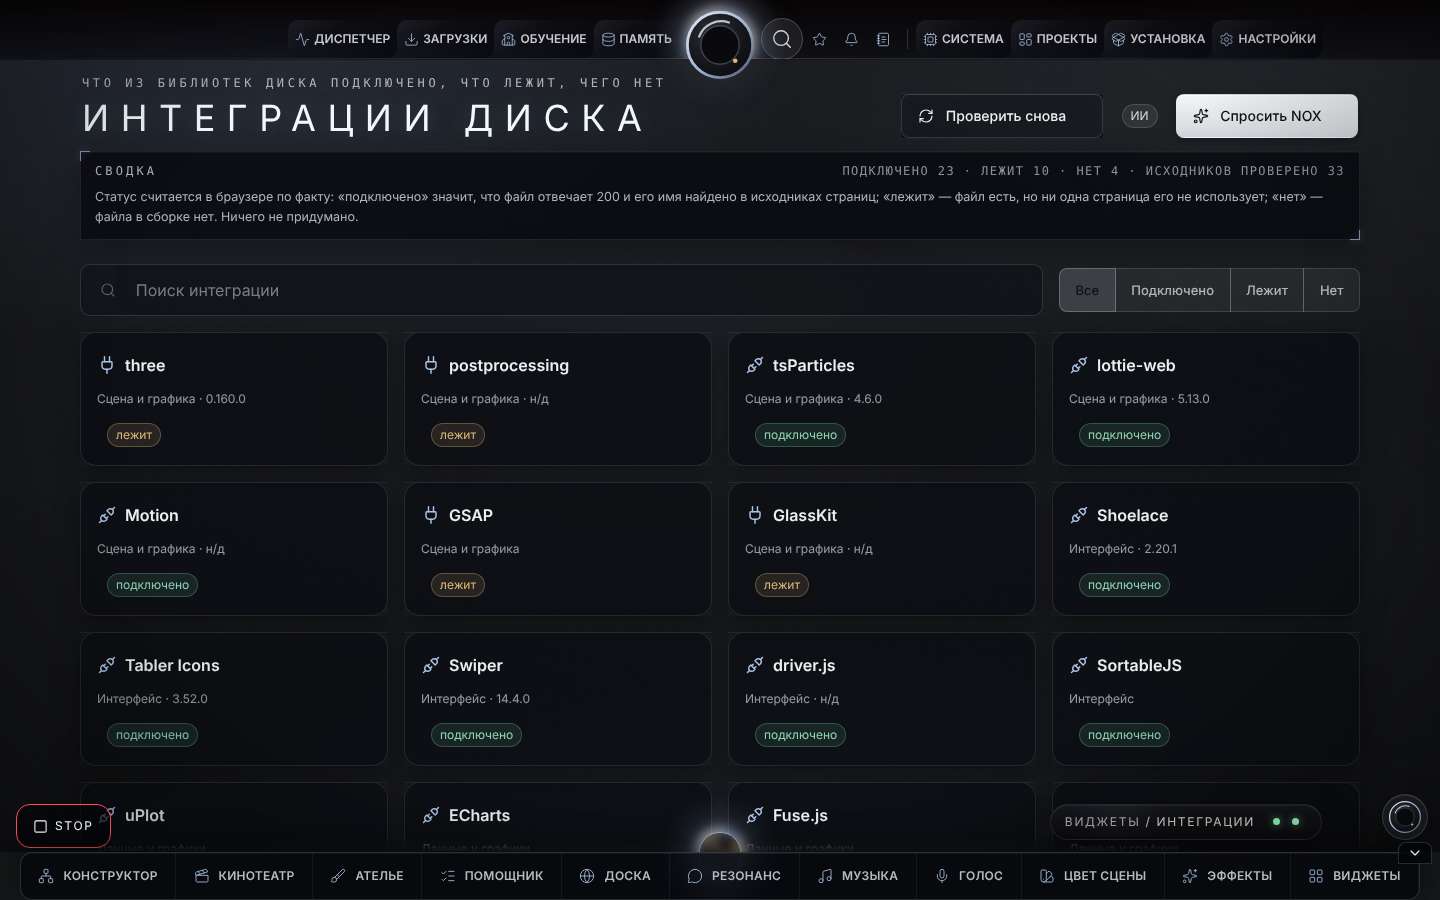 ДИСПЕТЧЕР ЗАГРУЗКИ ОБУЧЕНИЕ ПАМЯТЬ СИСТЕМА ПРОЕКТЫ УСТАНОВКА НАСТРОЙКИ
ЧТО ИЗ БИБЛИОТЕК ДИСКА ПОДКЛЮЧЕНО, ЧТО ЛЕЖИТ, ЧЕГО НЕТ
ИНТЕГРАЦИИ ДИСКА
Проверить снова ИИ Спросить NOX
СВОДКА ПОДКЛЮЧЕНО 23 · ЛЕЖИТ 10 · НЕТ 4 · ИСХОДНИКОВ ПРОВЕРЕНО 33
Статус считается в браузере по факту: «подключено» значит, что файл отвечает 200 и его имя найдено в исходниках страниц; «лежит» — файл есть, но ни одна страница его не использует; «нет» —
файла в сборке нет. Ничего не придумано.
Поиск интеграции Все Подключено Лежит Нет
three postprocessing tsParticles lottie-web
Сцена и графика · 0.160.0 Сцена и графика · н/д Сцена и графика · 4.6.0 Сцена и графика · 5.13.0
лежит лежит подключено подключено
Motion GSAP GlassKit Shoelace
Сцена и графика · н/д Сцена и графика Сцена и графика · н/д Интерфейс · 2.20.1
подключено лежит лежит подключено
Tabler Icons Swiper driver.js SortableJS
Интерфейс · 3.52.0 Интерфейс · 14.4.0 Интерфейс · н/д Интерфейс
подключено подключено подключено подключено
uPlot ECharts Fuse.js
STOP ВИДЖЕТЫ / ИНТЕГРАЦИИ
КОНСТРУКТОР КИНОТЕАТР АТЕЛЬЕ ПОМОЩНИК ДОСКА РЕЗОНАНС МУЗЫКА ГОЛОС ЦВЕТ СЦЕНЫ ЭФФЕКТЫ ВИДЖЕТЫ